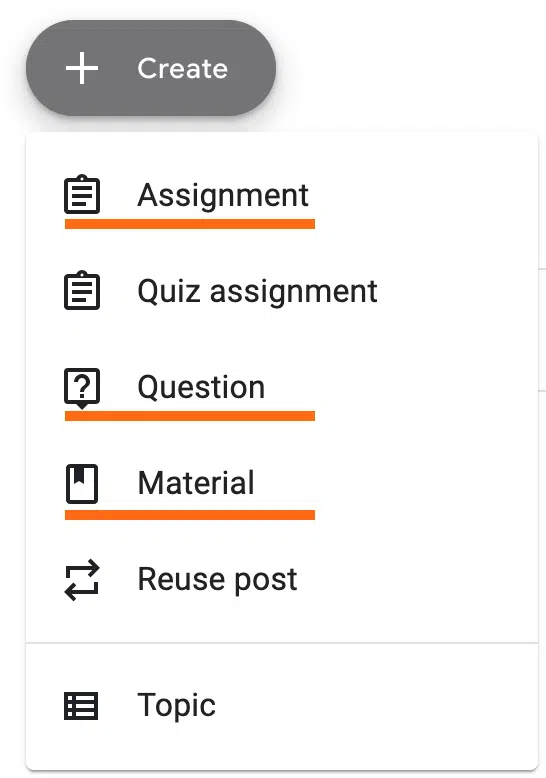 Create
Assignment
Quiz assignment
Question
Material
Reuse post
Topic